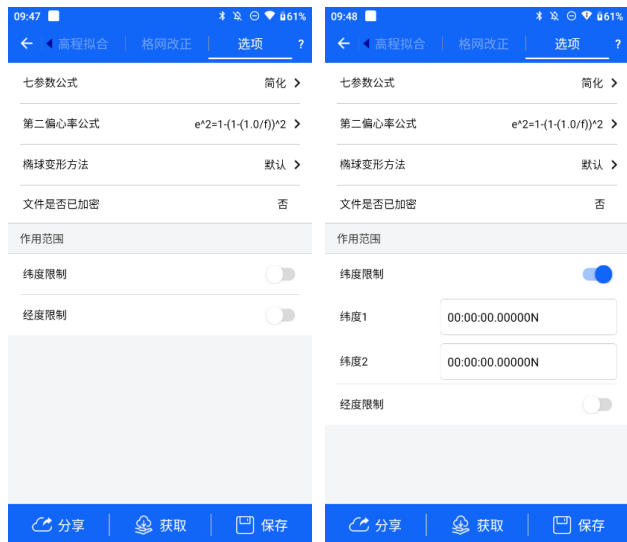 09:47 61%
高程拟合 格网改正 选项 ?
七参数公式 简化
第二偏心率公式 e^2=1-(1-(1.0/f))^2
椭球变形方法 默认
文件是否已加密 否
作用范围
纬度限制
经度限制
分享 获取 保存
09:48 61%
高程拟合 格网改正 选项 ?
七参数公式 简化
第二偏心率公式 e^2=1-(1-(1.0/f))^2
椭球变形方法 默认
文件是否已加密 否
作用范围
纬度限制
纬度1 00:00:00.00000N
纬度2 00:00:00.00000N
经度限制
分享 获取 保存